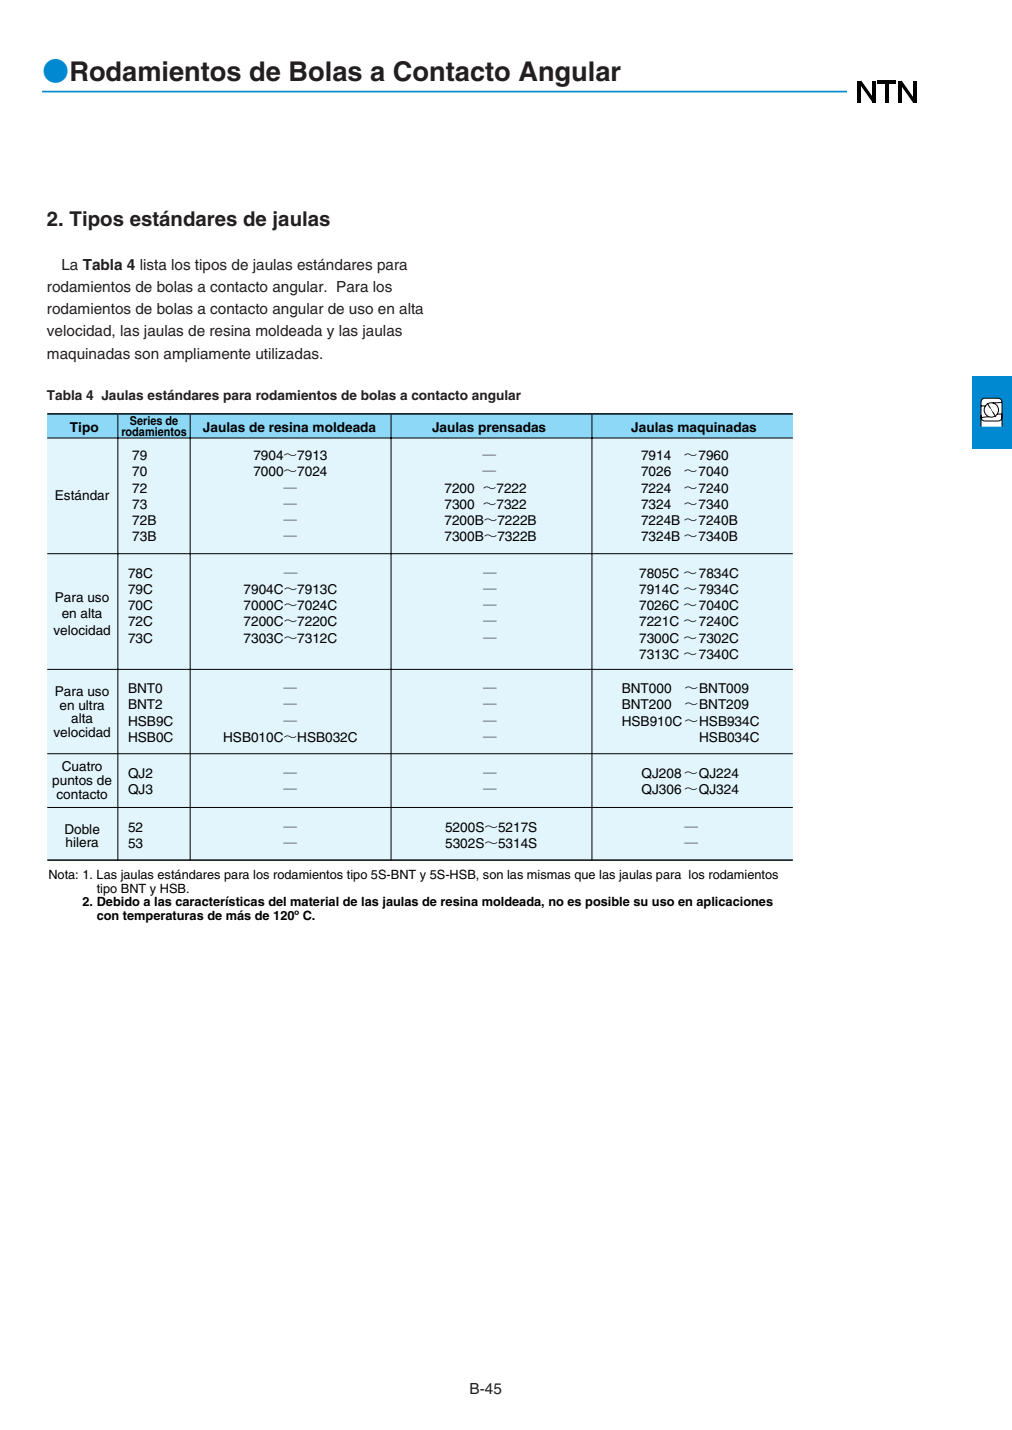 Rodamientos de Bolas a Contacto Angular
NTN
2. Tipos estándares de jaulas
La Tabla 4 lista los tipos de jaulas estándares para
rodamientos de bolas a contacto angular. Para los
rodamientos de bolas a contacto angular de uso en alta
velocidad, las jaulas de resina moldeada y las jaulas
maquinadas son ampliamente utilizadas.
Tabla 4 Jaulas estándares para rodamientos de bolas a contacto angular
Tipo Series de rodamientos Jaulas de resina moldeada Jaulas prensadas Jaulas maquinadas
Estándar
79 7904～7913 — 7914 ～7960
70 7000～7024 — 7026 ～7040
72 — 7200 ～7222 7224 ～7240
73 — 7300 ～7322 7324 ～7340
72B — 7200B～7222B 7224B ～7240B
73B — 7300B～7322B 7324B ～7340B
Para uso
en alta
velocidad
78C — — 7805C ～7834C
79C 7904C～7913C — 7914C ～7934C
70C 7000C～7024C — 7026C ～7040C
72C 7200C～7220C — 7221C ～7240C
73C 7303C～7312C — 7300C ～7302C
7313C ～7340C
Para uso
en ultra
alta
velocidad
BNT0 — — BNT000 ～BNT009
BNT2 — — BNT200 ～BNT209
HSB9C — — HSB910C～HSB934C
HSB0C HSB010C～HSB032C — HSB034C
Cuatro
puntos de
contacto
QJ2 — — QJ208～QJ224
QJ3 — — QJ306～QJ324
Doble
hilera
52 — 5200S～5217S —
53 — 5302S～5314S —
Nota: 1. Las jaulas estándares para los rodamientos tipo 5S-BNT y 5S-HSB, son las mismas que las jaulas para los rodamientos
tipo BNT y HSB.
2. Debido a las características del material de las jaulas de resina moldeada, no es posible su uso en aplicaciones
con temperaturas de más de 120º C.
B-45